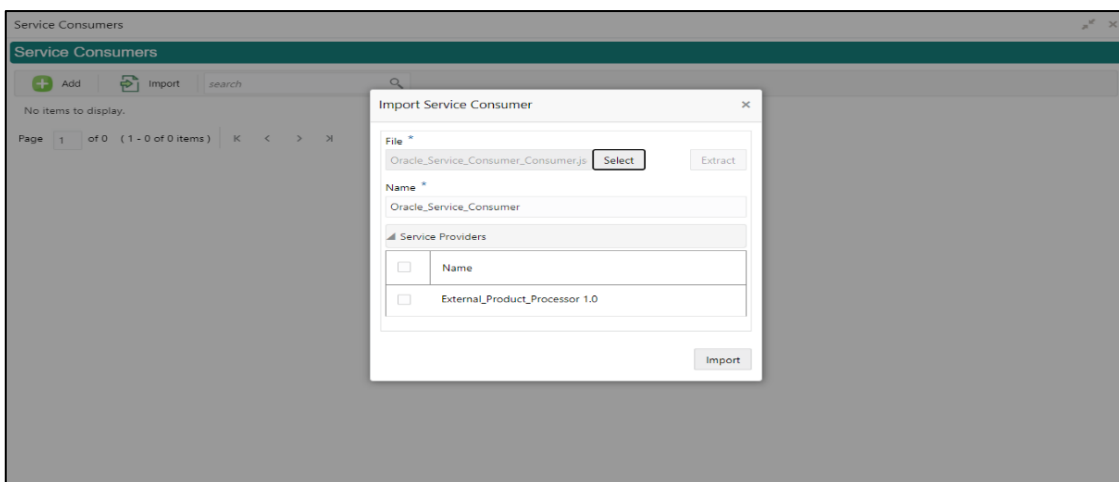 Service Consumers
Service Consumers
Add Import search
No items to display.
Page 1 of 0 (1 - 0 of 0 items)
Import Service Consumer
File *
Oracle_Service_Consumer_Consumer.js Select Extract
Name *
Oracle_Service_Consumer
Service Providers
Name
External_Product_Processor 1.0
Import